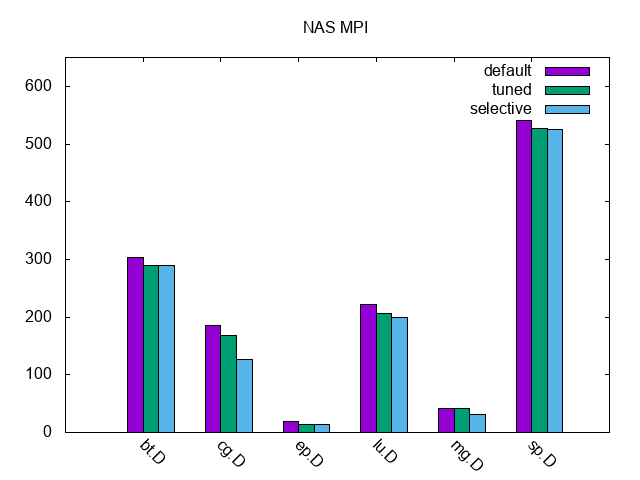 NAS MPI
default
tuned
selective
600
500
400
300
200
100
0
bt.D
cg.D
ep.D
lu.D
mg.D
sp.D